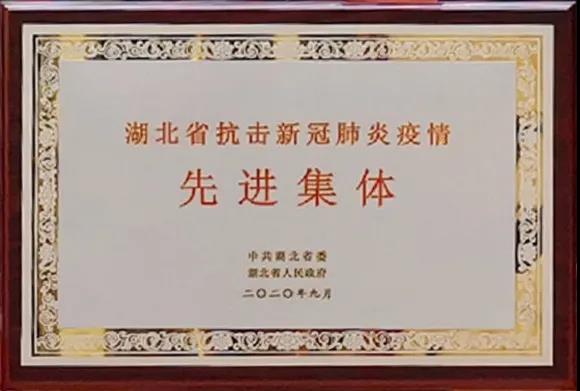 湖北省抗击新冠肺炎疫情
先进集体
中共湖北省委
湖北省人民政府
二〇二〇年九月